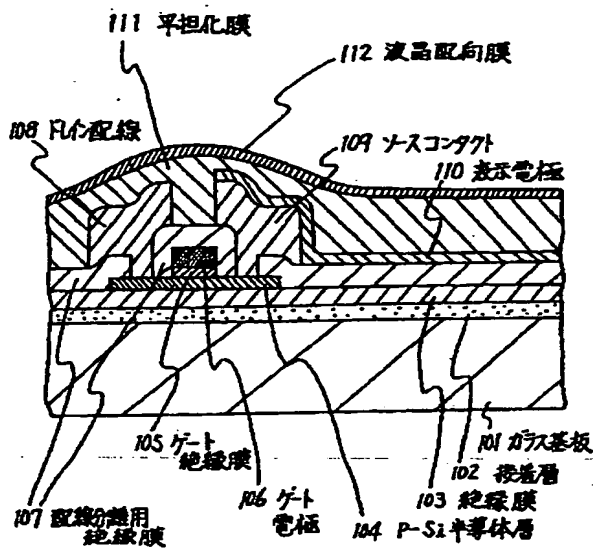 111 平担化膜
112 液晶配向膜
108 ドレイン配線
109 ソースコンタクト
110 表示電極
105 ゲート
絶縁膜
101 ガラス基板
102 接着層
103 絶縁膜
104 P-Si半導体層
106 ゲート
電極
107 配線分離用
絶縁膜